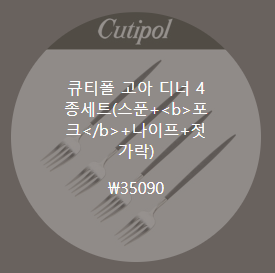 Cutipol
큐티폴 고아 디너 4
종세트(스푼+<b>포
크</b>+나이프+젓
가락)
₩35090